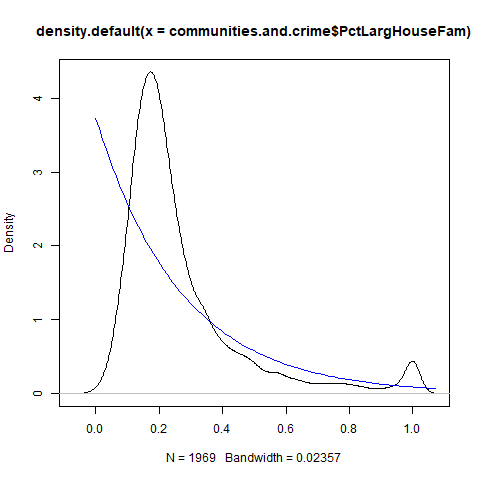 density.default(x = communities.and.crime$PctLargHouseFam)
Density
4
3
2
1
0
0.0 0.2 0.4 0.6 0.8 1.0
N = 1969 Bandwidth = 0.02357